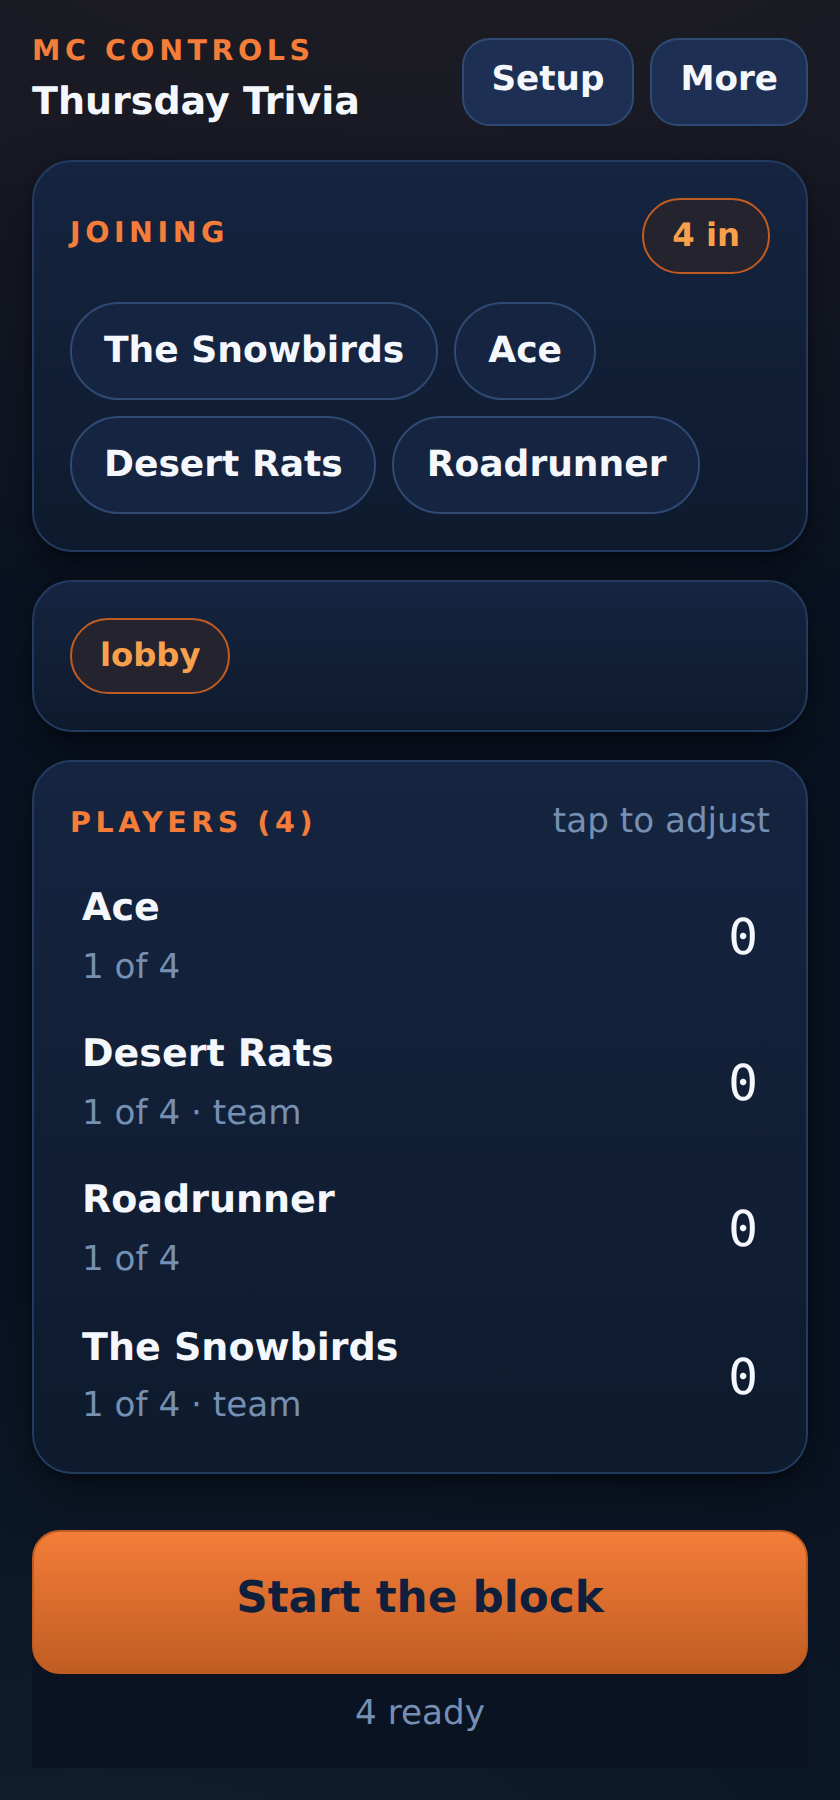 MC CONTROLS
Thursday Trivia
Setup
More
JOINING
4 in
The Snowbirds
Ace
Desert Rats
Roadrunner
lobby
PLAYERS (4)
tap to adjust
Ace
1 of 4
0
Desert Rats
1 of 4 · team
0
Roadrunner
1 of 4
0
The Snowbirds
1 of 4 · team
0
Start the block
4 ready